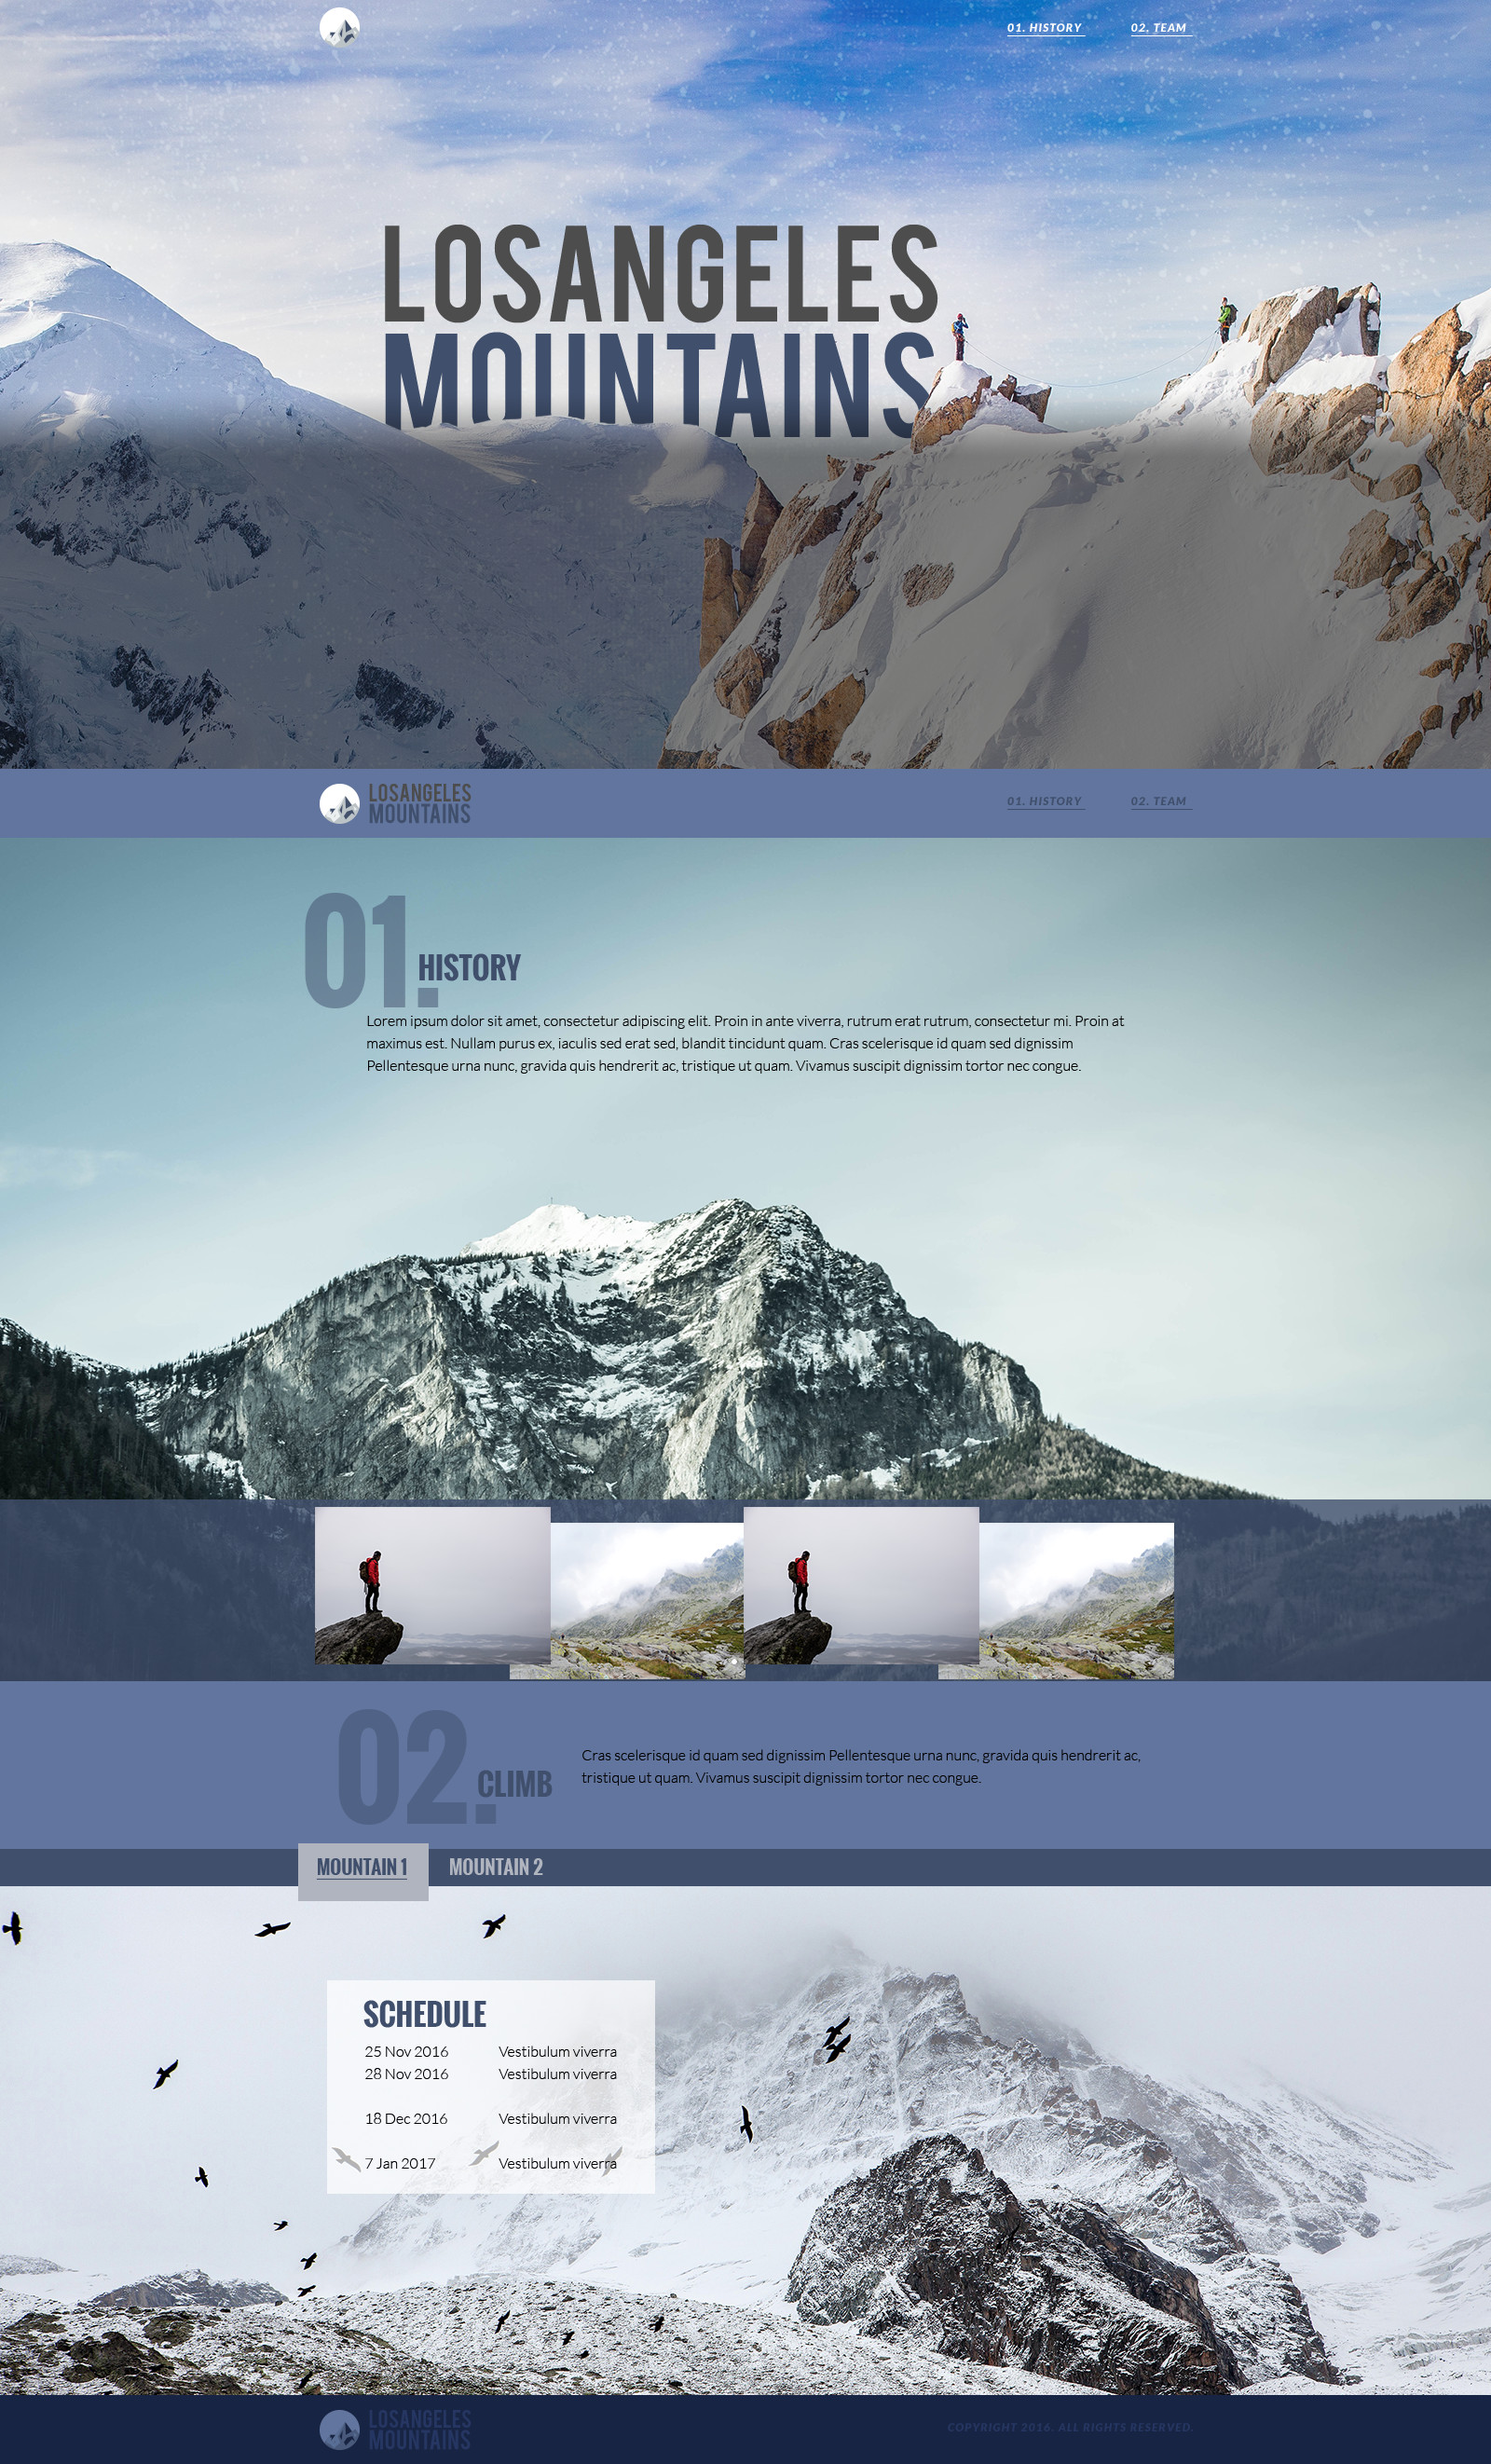 01. HISTORY
02. TEAM
LOSANGELES
MOUNTAINS
LOSANGELES
MOUNTAINS
01. HISTORY
02. TEAM
01.
HISTORY
Lorem ipsum dolor sit amet, consectetur adipiscing elit. Proin in ante viverra, rutrum erat rutrum, consectetur mi. Proin at
maximus est. Nullam purus ex, iaculis sed erat sed, blandit tincidunt quam. Cras scelerisque id quam sed dignissim
Pellentesque urna nunc, gravida quis hendrerit ac, tristique ut quam. Vivamus suscipit dignissim tortor nec congue.
02.
CLIMB
Cras scelerisque id quam sed dignissim Pellentesque urna nunc, gravida quis hendrerit ac,
tristique ut quam. Vivamus suscipit dignissim tortor nec congue.
MOUNTAIN 1
MOUNTAIN 2
SCHEDULE
25 Nov 2016 Vestibulum viverra
28 Nov 2016 Vestibulum viverra
18 Dec 2016 Vestibulum viverra
7 Jan 2017 Vestibulum viverra
LOSANGELES
MOUNTAINS
COPYRIGHT 2016. ALL RIGHTS RESERVED.